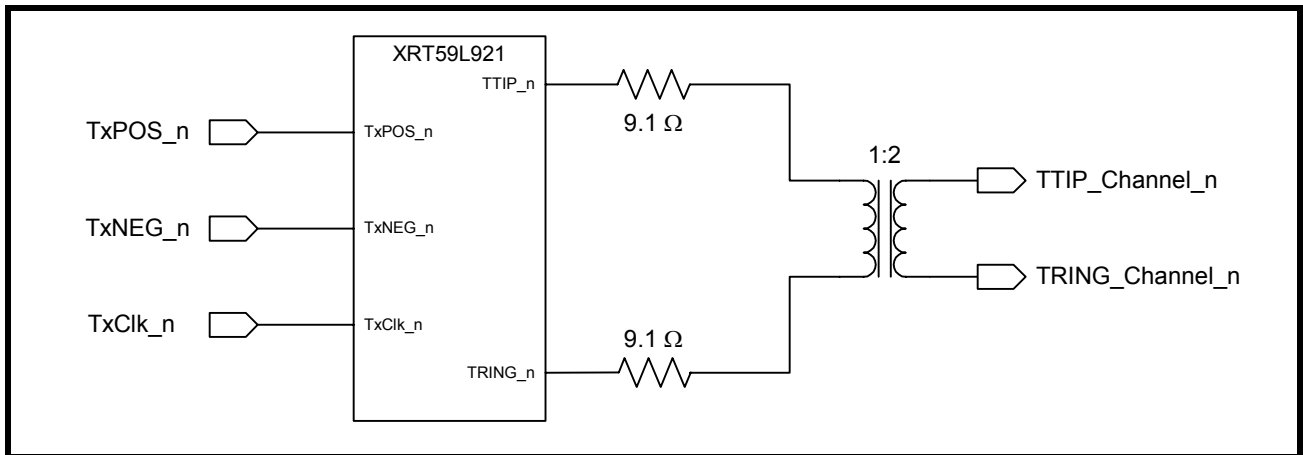 XRT59L921
TTIP_n
9.1 Ω
TxPOS_n
TxPOS_n
1:2
TTIP_Channel_n
TxNEG_n
TxNEG_n
TRING_Channel_n
TxClk_n
TxClk_n
9.1 Ω
TRING_n